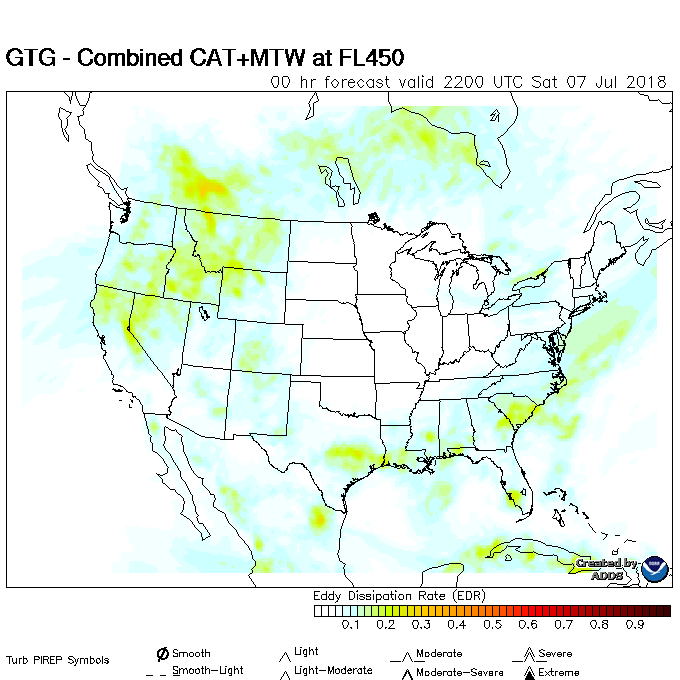 GTG - Combined CAT+MTW at FL450
00 hr forecast valid 2200 UTC Sat 07 Jul 2018
Created by
ADDS
Eddy Dissipation Rate (EDR)
0.1 0.2 0.3 0.4 0.5 0.6 0.7 0.8 0.9
Turb PIREP Symbols
Smooth Light Moderate Severe
Smooth-Light Light-Moderate Moderate-Severe Extreme